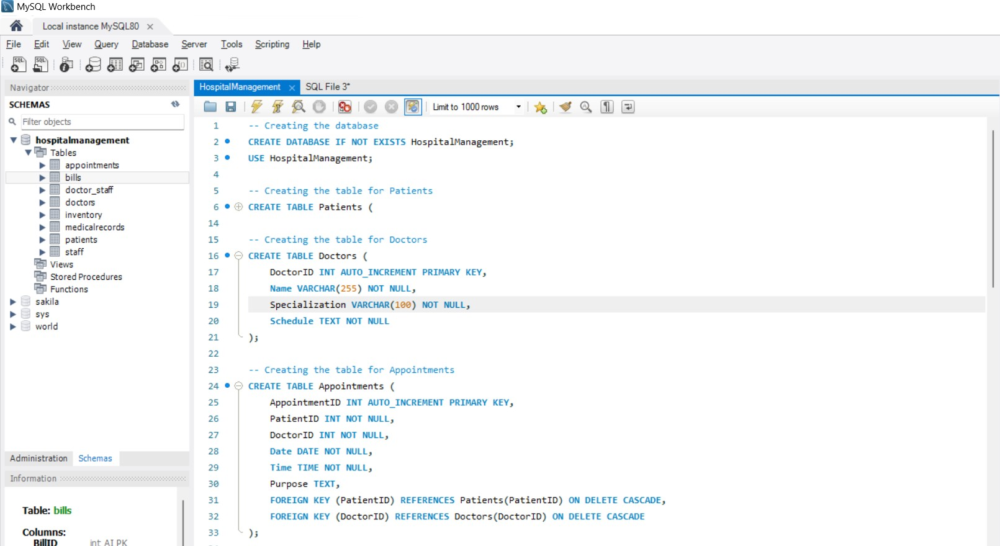 MySQL Workbench
Local instance MySQL80
File Edit View Query Database Server Tools Scripting Help
Navigator
SCHEMAS
Filter objects
hospitalmanagement
Tables
appointments
bills
doctor_staff
doctors
inventory
medicalrecords
patients
staff
Views
Stored Procedures
Functions
sakila
sys
world
Administration Schemas
Information
Table: bills
Columns:
BillID int AI PK
HospitalManagement SQL File 3*
Limit to 1000 rows
1 -- Creating the database
2 CREATE DATABASE IF NOT EXISTS HospitalManagement;
3 USE HospitalManagement;
4
5 -- Creating the table for Patients
6 CREATE TABLE Patients (
14
15 -- Creating the table for Doctors
16 CREATE TABLE Doctors (
17 DoctorID INT AUTO_INCREMENT PRIMARY KEY,
18 Name VARCHAR(255) NOT NULL,
19 Specialization VARCHAR(100) NOT NULL,
20 Schedule TEXT NOT NULL
21 );
22
23 -- Creating the table for Appointments
24 CREATE TABLE Appointments (
25 AppointmentID INT AUTO_INCREMENT PRIMARY KEY,
26 PatientID INT NOT NULL,
27 DoctorID INT NOT NULL,
28 Date DATE NOT NULL,
29 Time TIME NOT NULL,
30 Purpose TEXT,
31 FOREIGN KEY (PatientID) REFERENCES Patients(PatientID) ON DELETE CASCADE,
32 FOREIGN KEY (DoctorID) REFERENCES Doctors(DoctorID) ON DELETE CASCADE
33 );